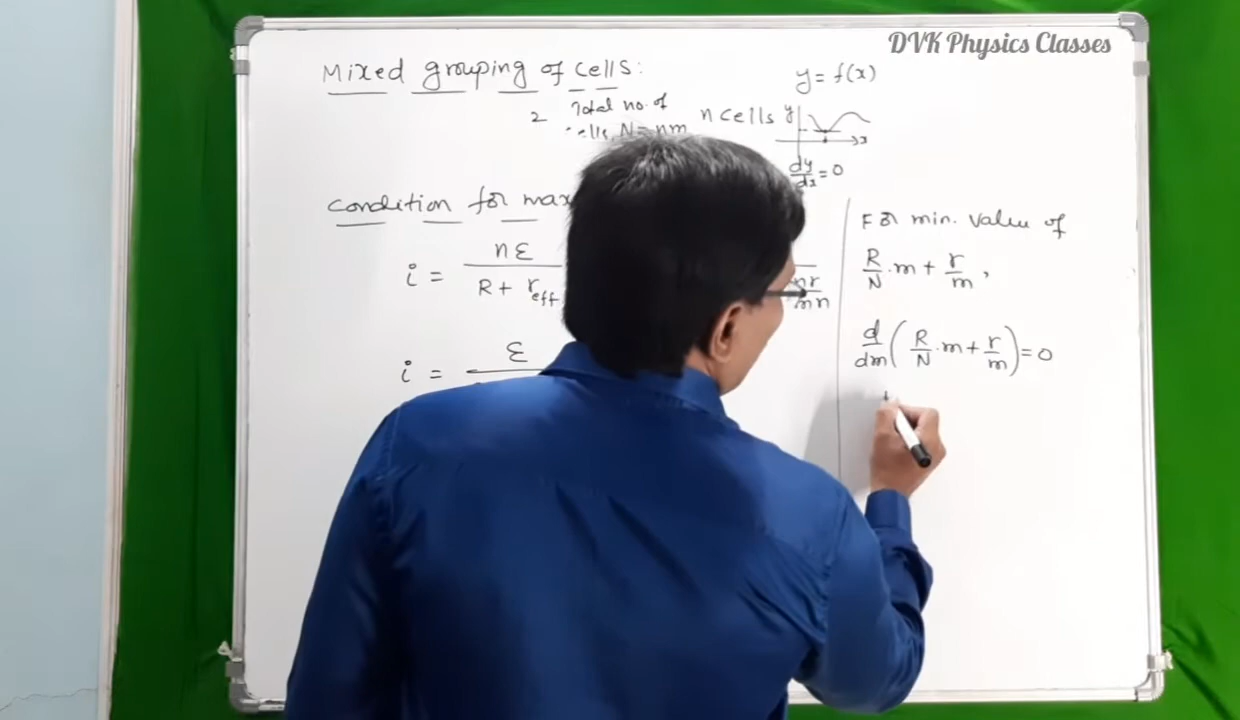 DVK Physics Classes
Mixed grouping of cells:
Total no. of
cells N = nm
n cells
y = f(x)
y
x
dy/dx = 0
Condition for max
i = nε / R + r_eff
nr/mn
i = ε
For min. value of
R/N · m + r/m ,
d/dm ( R/N · m + r/m ) = 0